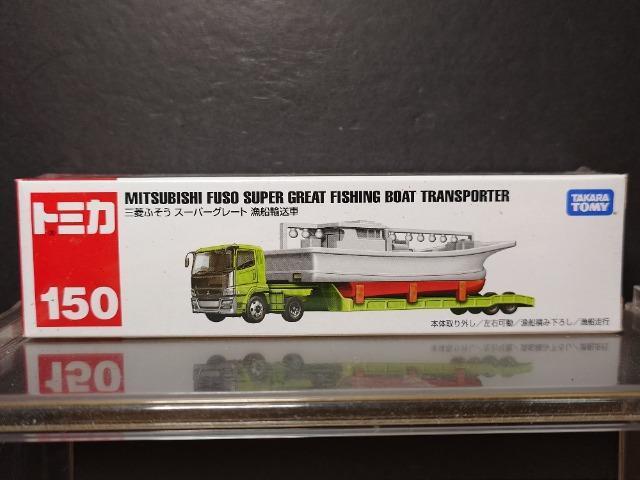 トミカ
150
MITSUBISHI FUSO SUPER GREAT FISHING BOAT TRANSPORTER
三菱ふそう スーパーグレート 漁船輸送車
TAKARA
TOMY
本体取り外し／左右可動／漁船積み下ろし／漁船走行